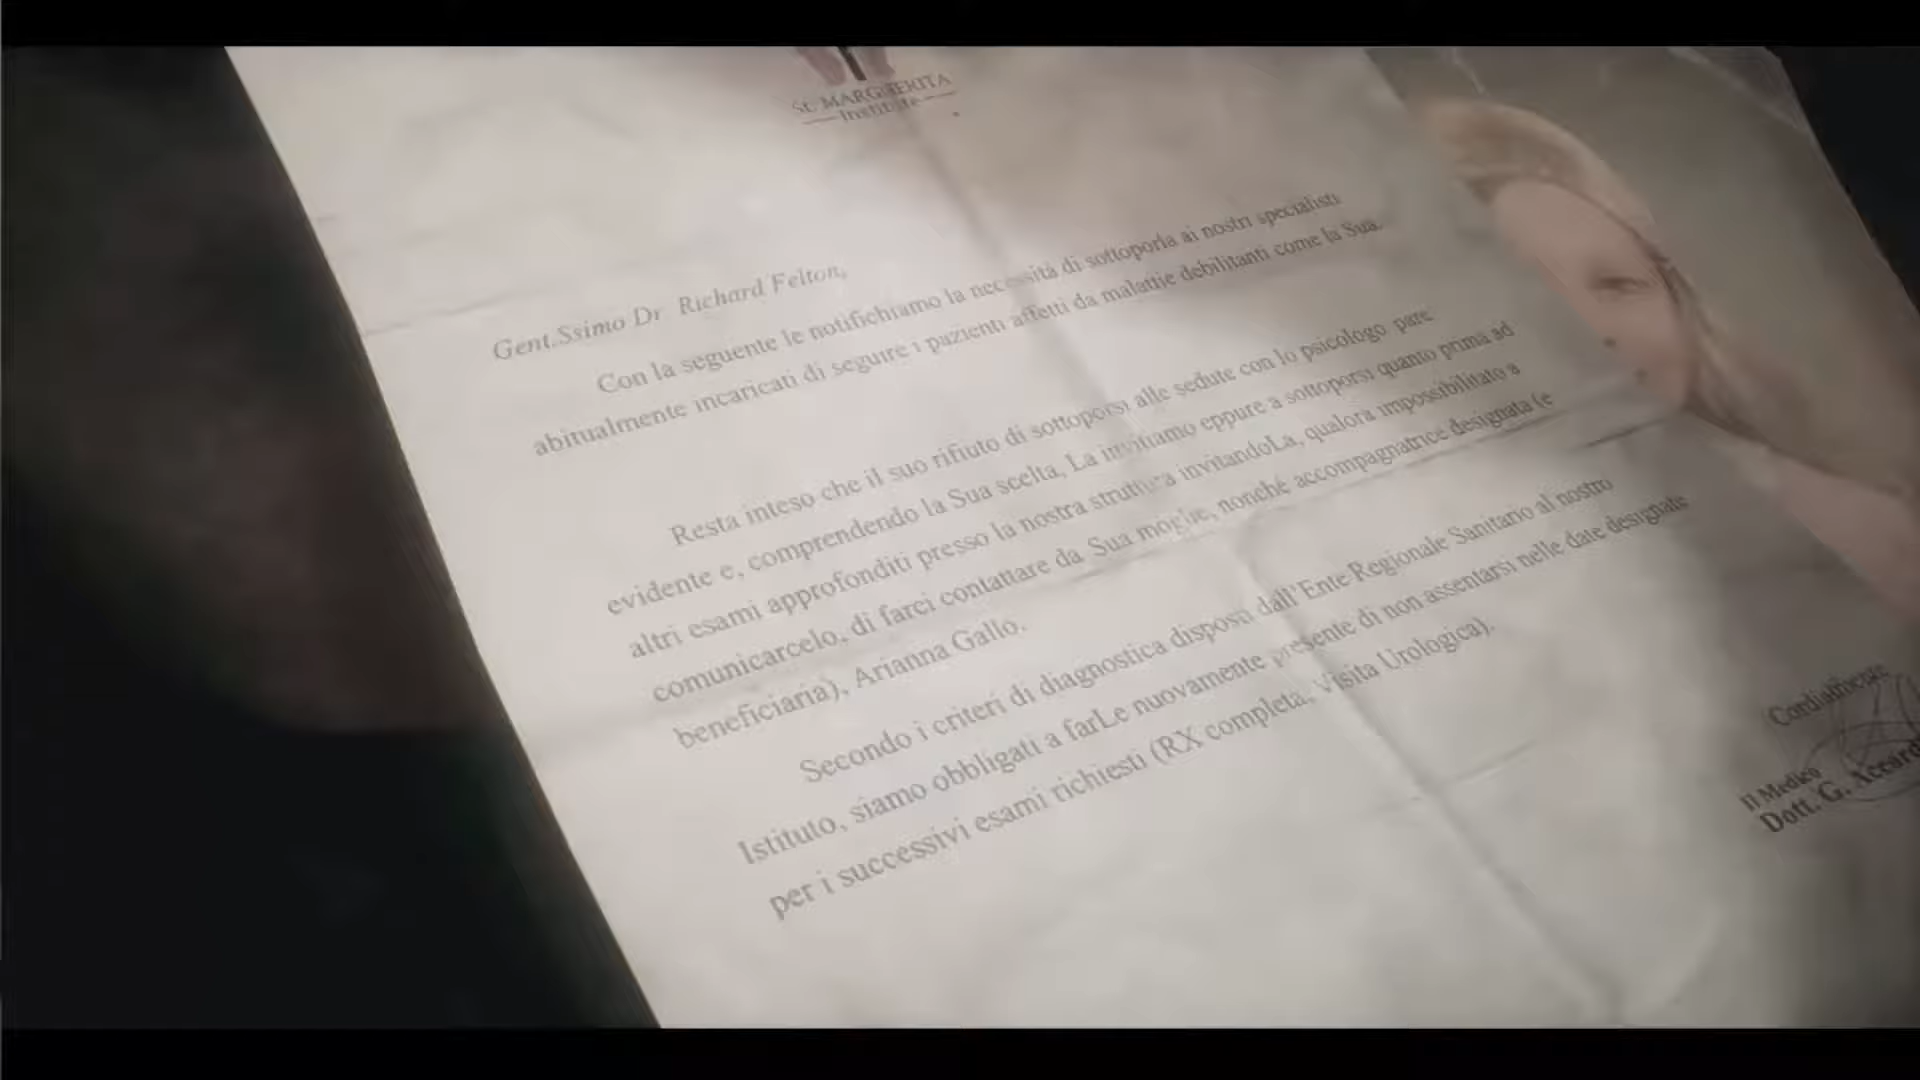 St. MARGHERITA
Institute
Gent.Ssimo Dr Richard Felton,
Con la seguente le notifichiamo la necessità di sottoporla ai nostri specialisti
abitualmente incaricati di seguire i pazienti affetti da malattie debilitanti come la Sua.
Resta inteso che il suo rifiuto di sottoporsi alle sedute con lo psicologo pare
evidente e, comprendendo la Sua scelta, La invitiamo eppure a sottoporsi quanto prima ad
altri esami approfonditi presso la nostra struttura invitandoLa, qualora impossibilitato a
comunicarcelo, di farci contattare da Sua moglie, nonché accompagnatrice designata (e
beneficiaria), Arianna Gallo.
Secondo i criteri di diagnostica disposti dall'Ente Regionale Sanitario al nostro
Istituto, siamo obbligati a farLe nuovamente presente di non assentarsi nelle date designate
per i successivi esami richiesti (RX completa, Visita Urologica).
Il Medico
Dott. G.